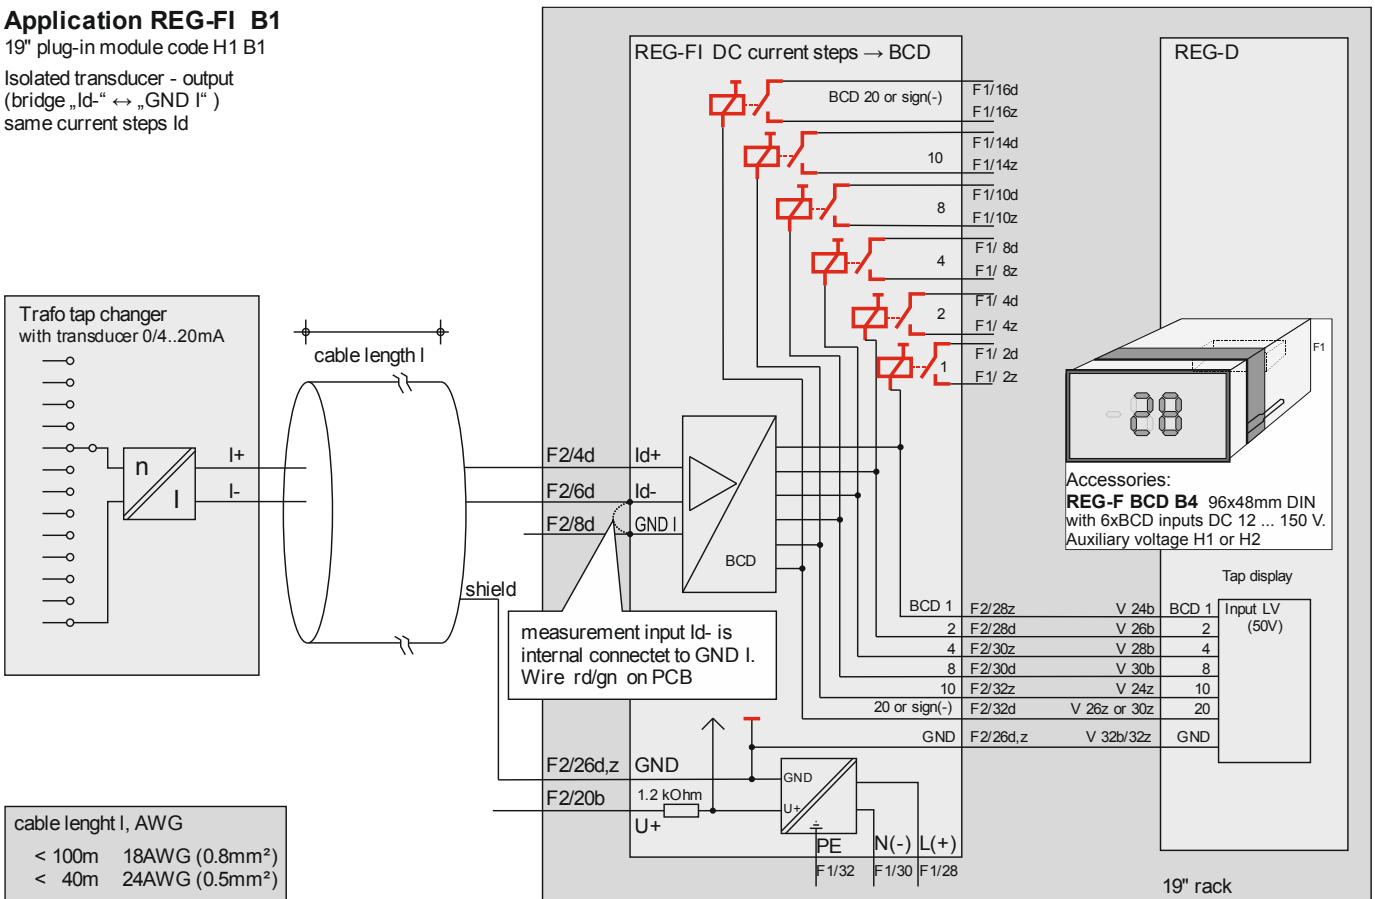 Application REG-FI B1
19" plug-in module code H1 B1
Isolated transducer - output
(bridge „Id-“ ↔ „GND I“ )
same current steps Id
REG-FI DC current steps → BCD
REG-D
BCD 20 or sign(-)
F1/16d
F1/16z
10
F1/14d
F1/14z
8
F1/10d
F1/10z
4
F1/ 8d
F1/ 8z
2
F1/ 4d
F1/ 4z
1
F1/ 2d
F1/ 2z
Trafo tap changer
with transducer 0/4..20mA
n
I
I+
I-
cable length l
shield
F2/4d Id+
F2/6d Id-
F2/8d GND I
BCD
measurement input Id- is
internal connectet to GND I.
Wire rd/gn on PCB
F1
-28
Accessories:
REG-F BCD B4 96x48mm DIN
with 6xBCD inputs DC 12 ... 150 V.
Auxiliary voltage H1 or H2
Tap display
Input LV
(50V)
BCD 1 F2/28z V 24b BCD 1
2 F2/28d V 26b 2
4 F2/30z V 28b 4
8 F2/30d V 30b 8
10 F2/32z V 24z 10
20 or sign(-) F2/32d V 26z or 30z 20
GND F2/26d,z V 32b/32z GND
F2/26d,z GND
F2/20b 1.2 kOhm
U+
GND
U+
PE N(-) L(+)
F1/32 F1/30 F1/28
19" rack
cable lenght l, AWG
< 100m 18AWG (0.8mm²)
< 40m 24AWG (0.5mm²)